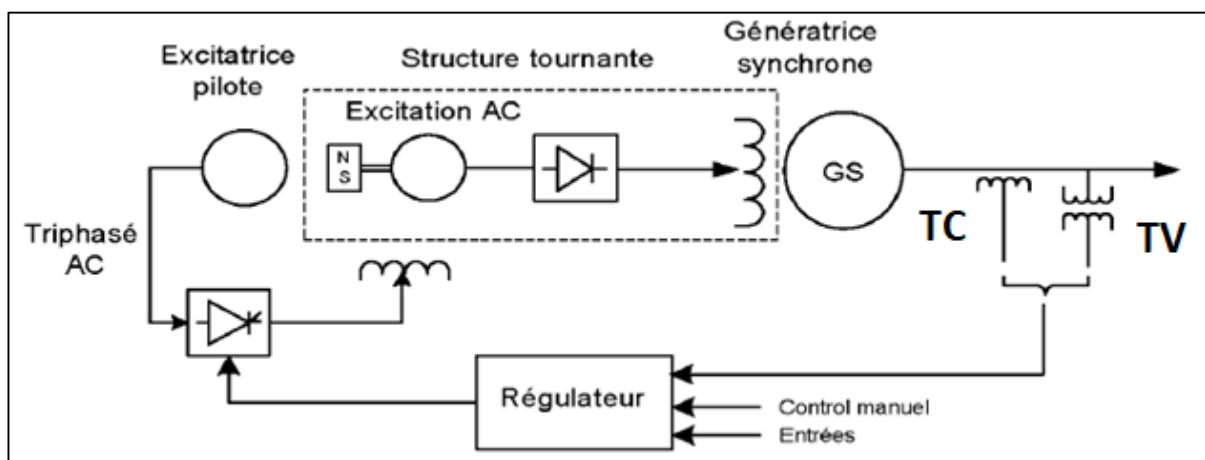 Excitatrice
pilote
Structure tournante
Génératrice
synchrone
Excitation AC
N
S
GS
TC
TV
Triphasé
AC
Régulateur
Control manuel
Entrées